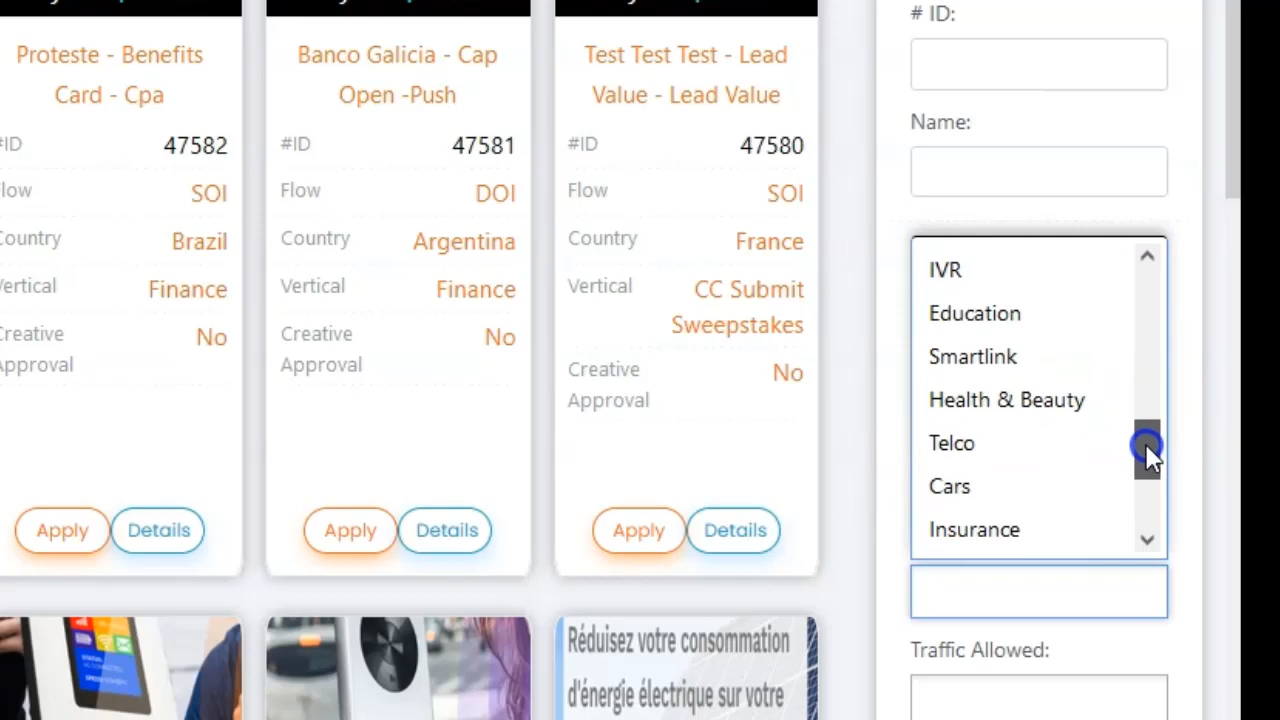 Proteste - Benefits
Card - Cpa
#ID 47582
Flow SOI
Country Brazil
Vertical Finance
Creative
Approval
No
Apply Details
Banco Galicia - Cap
Open -Push
#ID 47581
Flow DOI
Country Argentina
Vertical Finance
Creative
Approval
No
Apply Details
Test Test Test - Lead
Value - Lead Value
#ID 47580
Flow SOI
Country France
Vertical CC Submit
Sweepstakes
Creative
Approval
No
Apply Details
Réduisez votre consommation
d'énergie électrique sur votre
# ID:
Name:
IVR
Education
Smartlink
Health & Beauty
Telco
Cars
Insurance
Traffic Allowed: